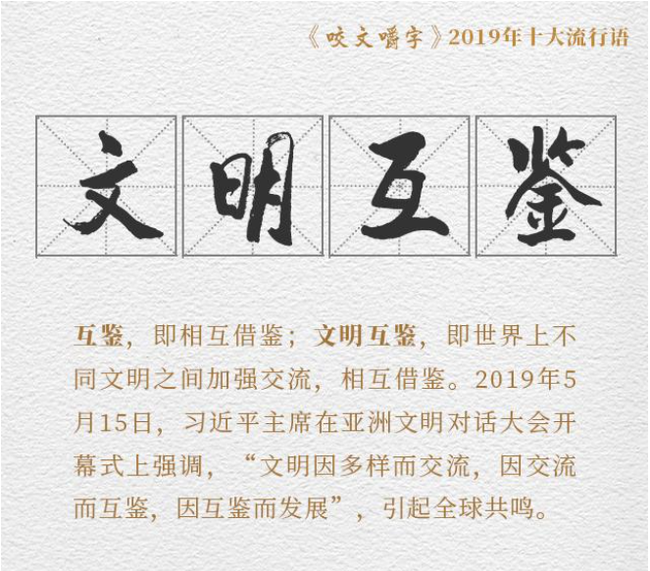 《咬文嚼字》2019年十大流行语
文明互鉴
互鉴，即相互借鉴；文明互鉴，即世界上不
同文明之间加强交流，相互借鉴。2019年5
月15日，习近平主席在亚洲文明对话大会开
幕式上强调，“文明因多样而交流，因交流
而互鉴，因互鉴而发展”，引起全球共鸣。